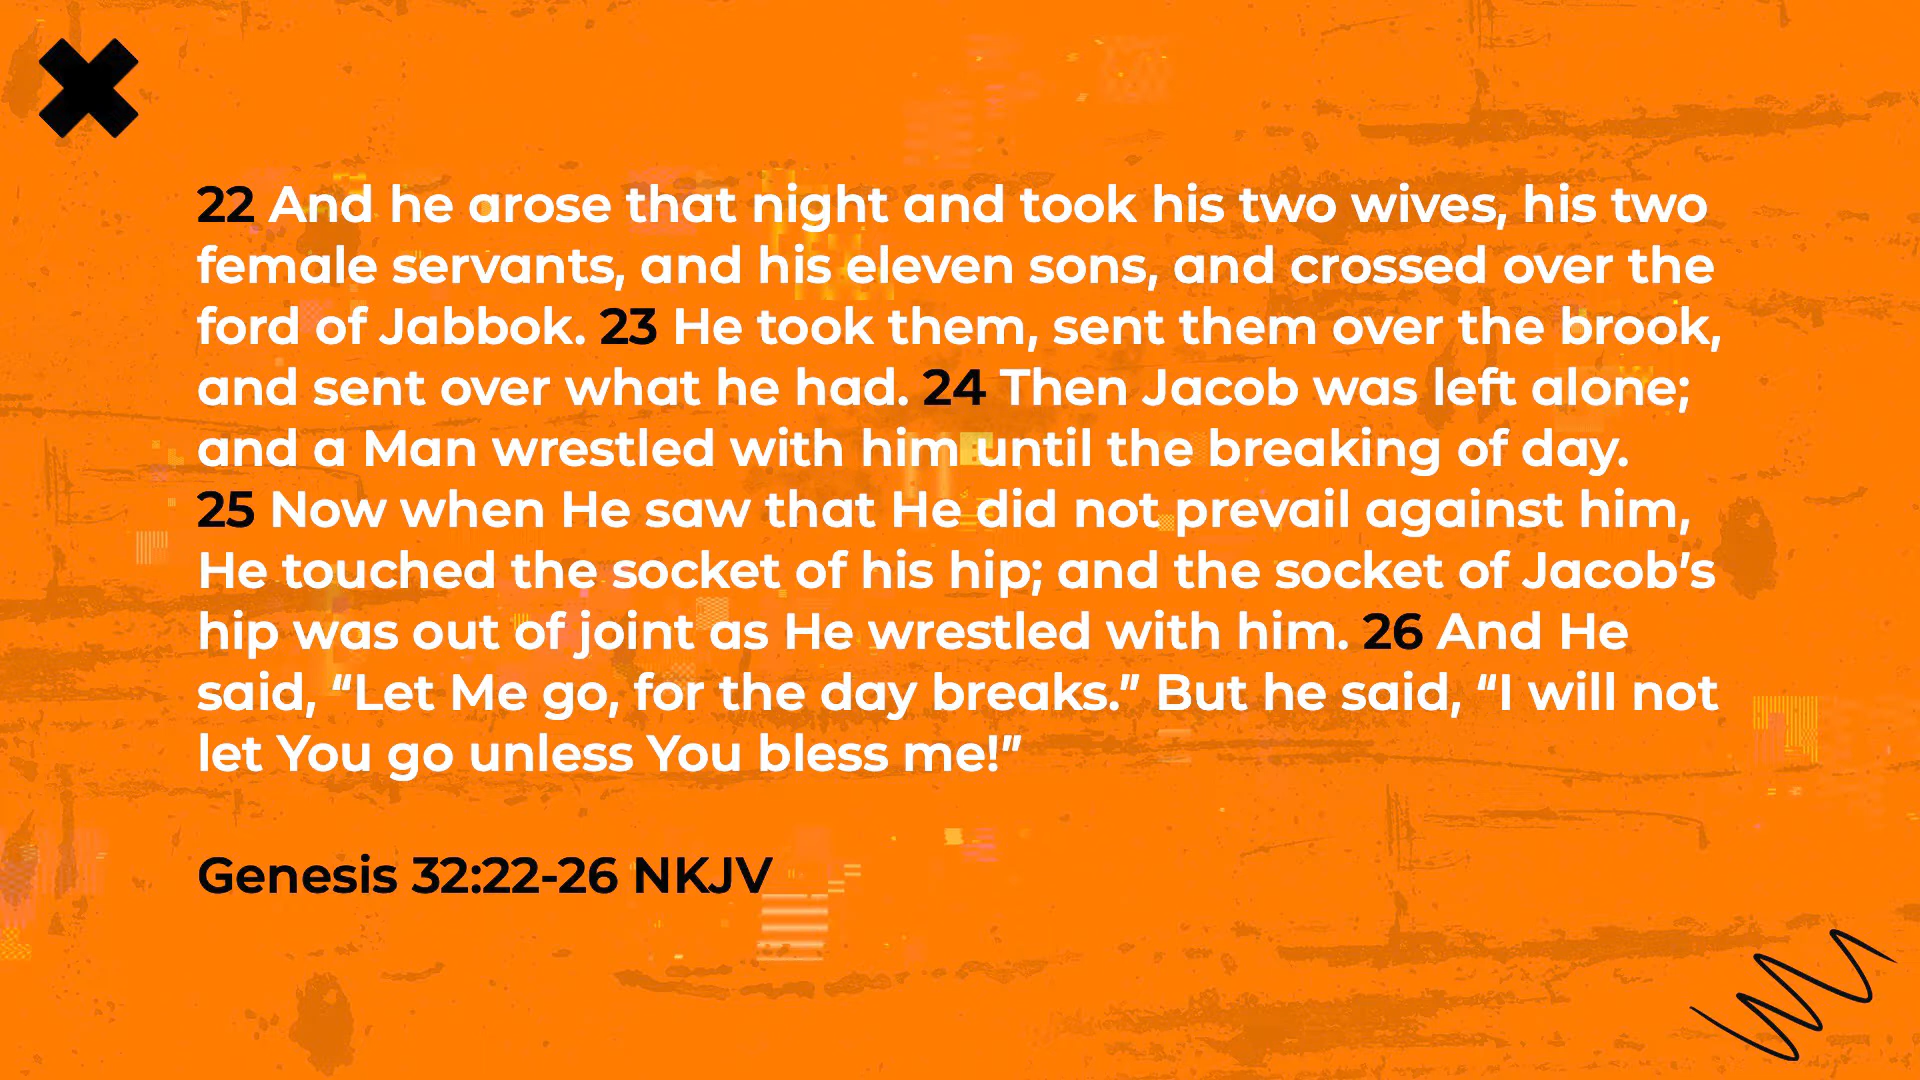 22 And he arose that night and took his two wives, his two
female servants, and his eleven sons, and crossed over the
ford of Jabbok. 23 He took them, sent them over the brook,
and sent over what he had. 24 Then Jacob was left alone;
and a Man wrestled with him until the breaking of day.
25 Now when He saw that He did not prevail against him,
He touched the socket of his hip; and the socket of Jacob’s
hip was out of joint as He wrestled with him. 26 And He
said, “Let Me go, for the day breaks.” But he said, “I will not
let You go unless You bless me!”
Genesis 32:22-26 NKJV